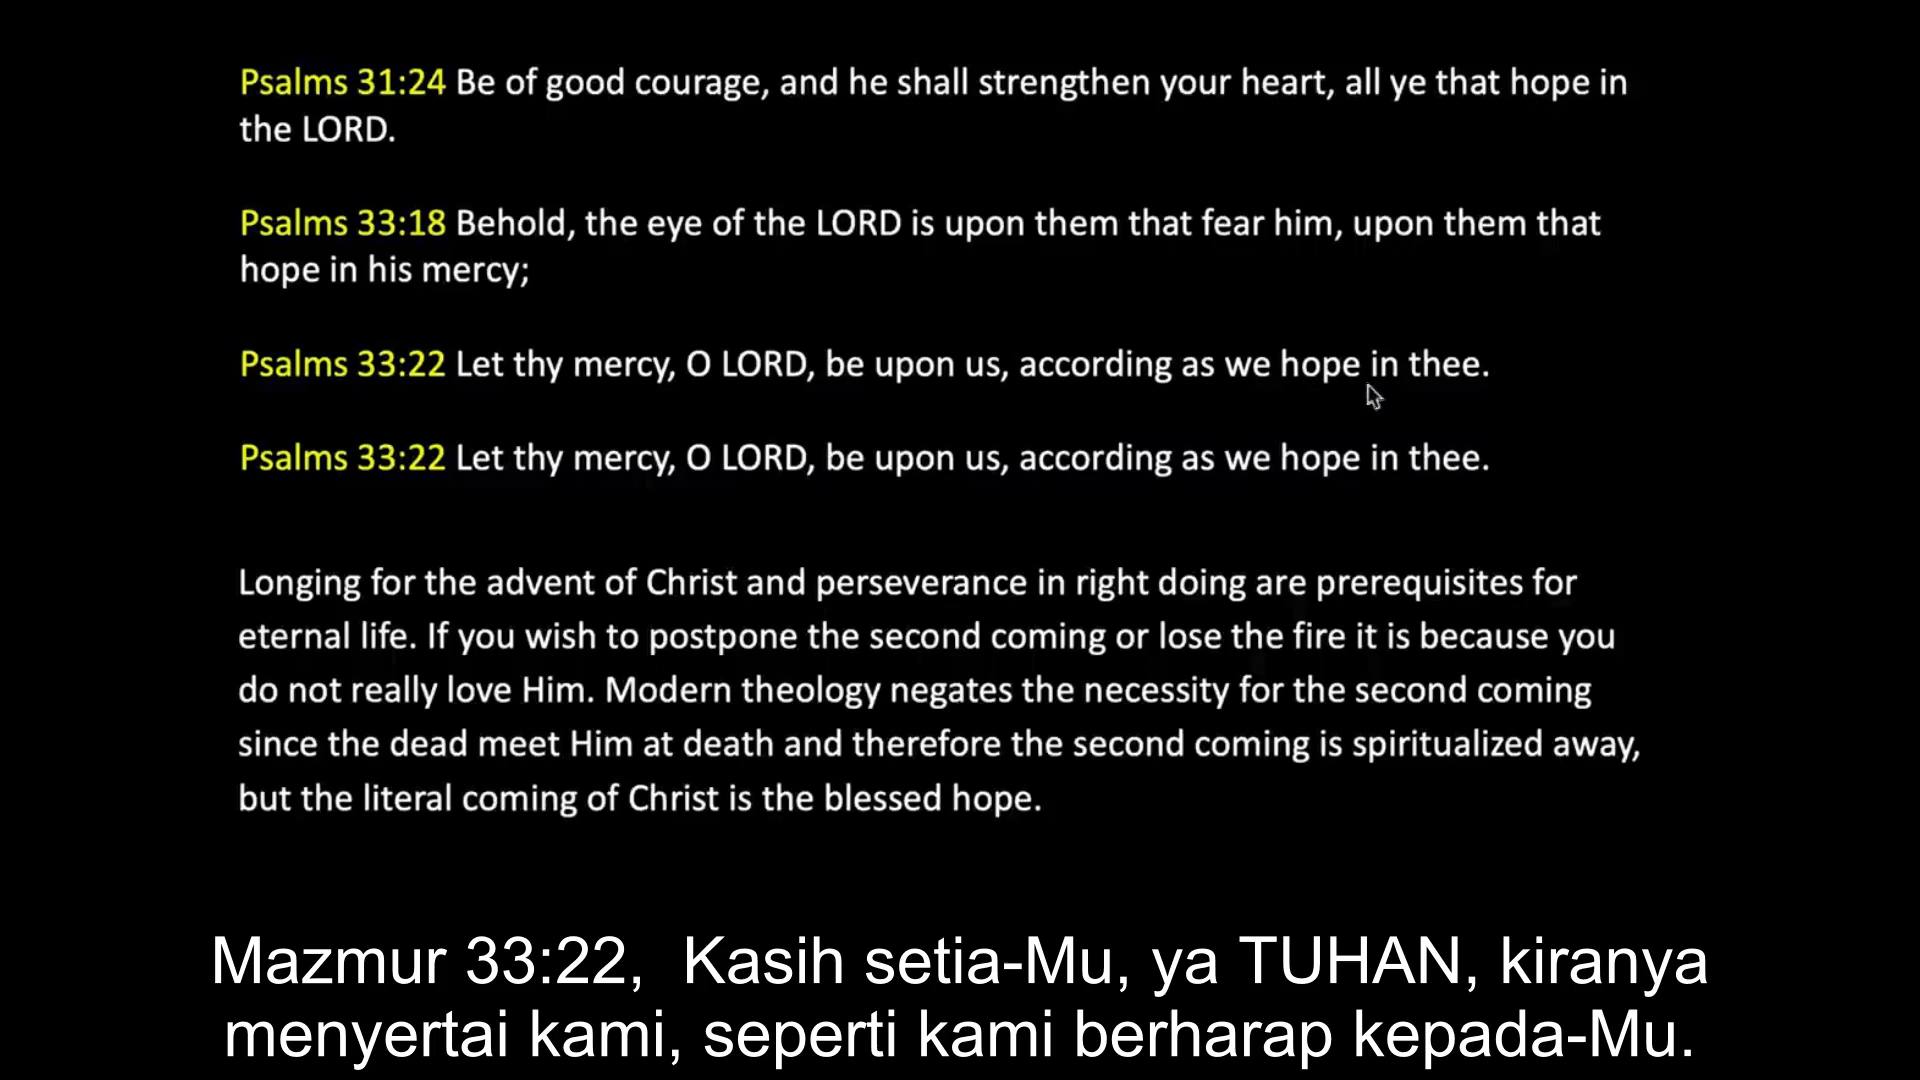 Psalms 31:24 Be of good courage, and he shall strengthen your heart, all ye that hope in
the LORD.
Psalms 33:18 Behold, the eye of the LORD is upon them that fear him, upon them that
hope in his mercy;
Psalms 33:22 Let thy mercy, O LORD, be upon us, according as we hope in thee.
Psalms 33:22 Let thy mercy, O LORD, be upon us, according as we hope in thee.
Longing for the advent of Christ and perseverance in right doing are prerequisites for
eternal life. If you wish to postpone the second coming or lose the fire it is because you
do not really love Him. Modern theology negates the necessity for the second coming
since the dead meet Him at death and therefore the second coming is spiritualized away,
but the literal coming of Christ is the blessed hope.
Mazmur 33:22,  Kasih setia-Mu, ya TUHAN, kiranya
menyertai kami, seperti kami berharap kepada-Mu.